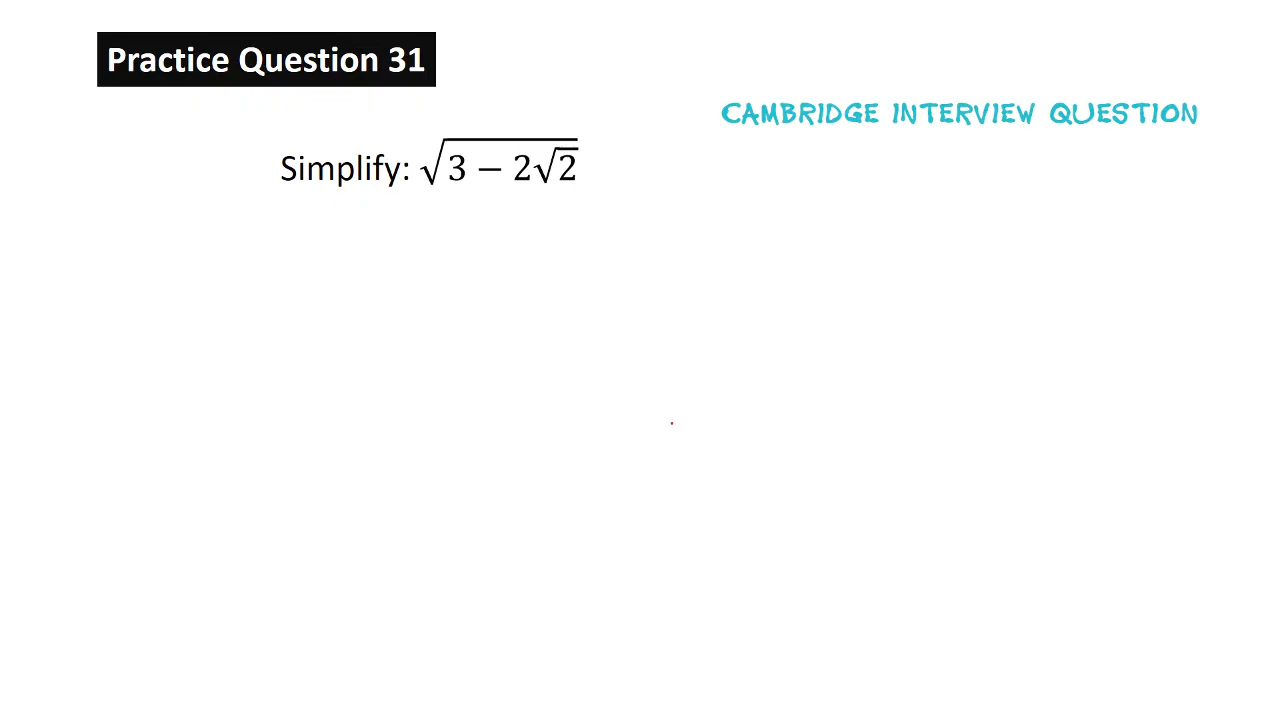 Practice Question 31
CAMBRIDGE INTERVIEW QUESTION
Simplify: √(3 − 2√2)